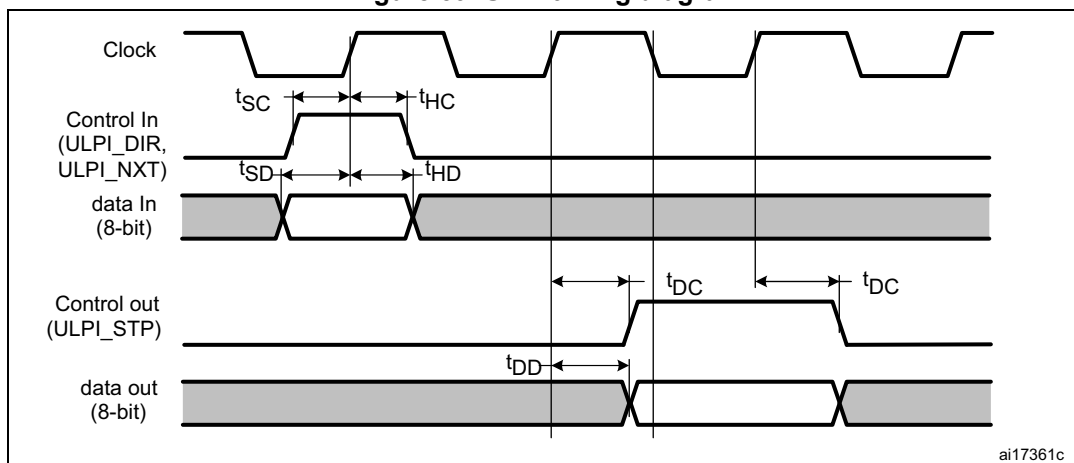 Clock
tSC
tHC
Control In
(ULPI_DIR,
ULPI_NXT)
tSD
tHD
data In
(8-bit)
tDC
tDC
Control out
(ULPI_STP)
tDD
data out
(8-bit)
ai17361c